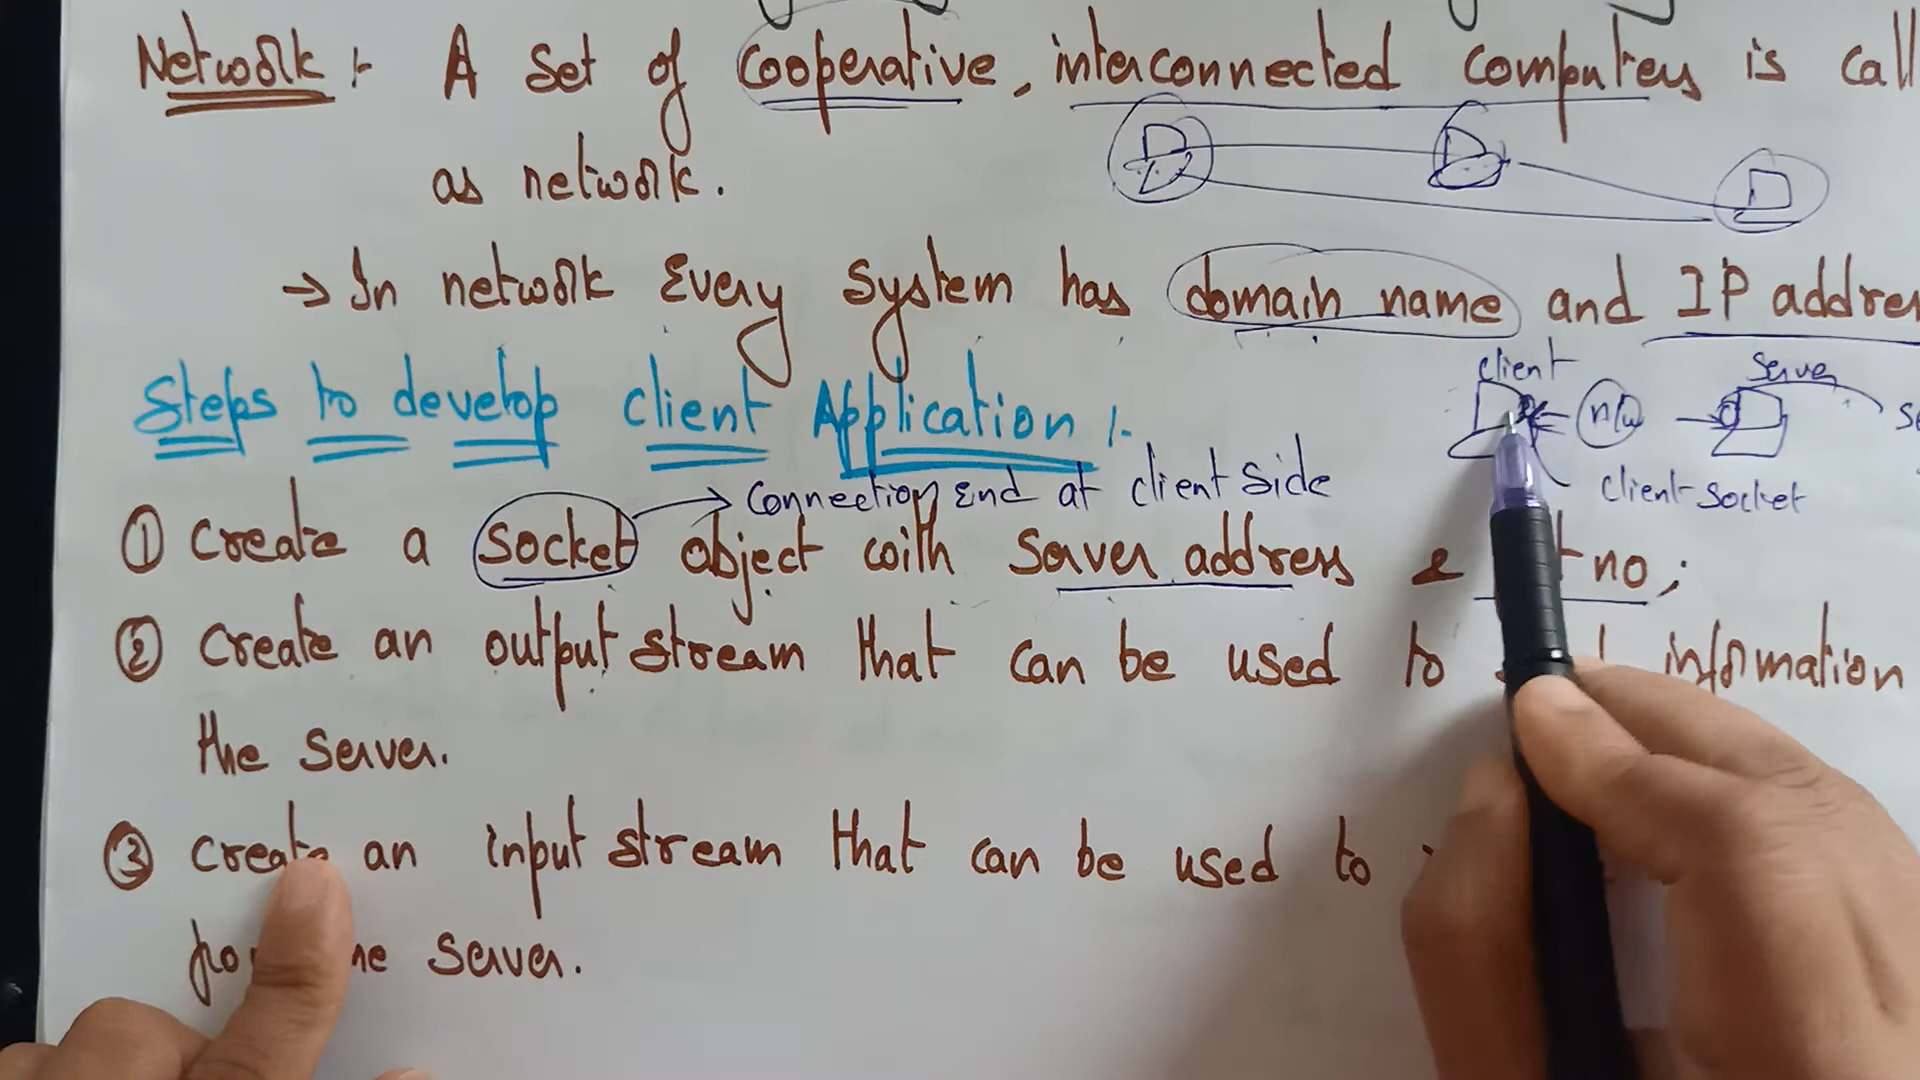 Network :- A set of cooperative, interconnected computers is call
as network.
→ In network Every system has domain name and IP addres
Steps to develop client Application :-
client n/w Server
Client Socket
→ Connection End at client side
① create a Socket object with Server address & no;
② create an output stream that can be used to information
the server.
③ create an input stream that can be used to
server.